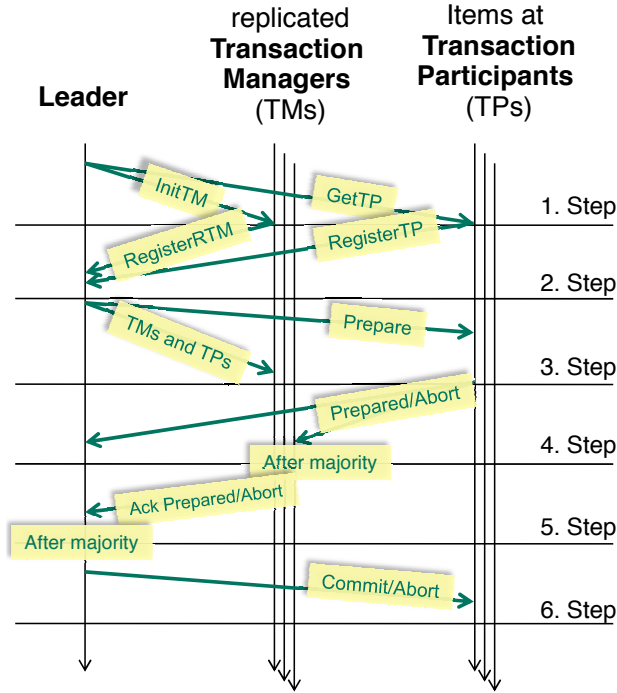 replicated
Transaction
Managers
(TMs)
Items at
Transaction
Participants
(TPs)
Leader
InitTM
GetTP
1. Step
RegisterRTM
RegisterTP
2. Step
TMs and TPs
Prepare
3. Step
Prepared/Abort
4. Step
After majority
Ack Prepared/Abort
5. Step
After majority
Commit/Abort
6. Step